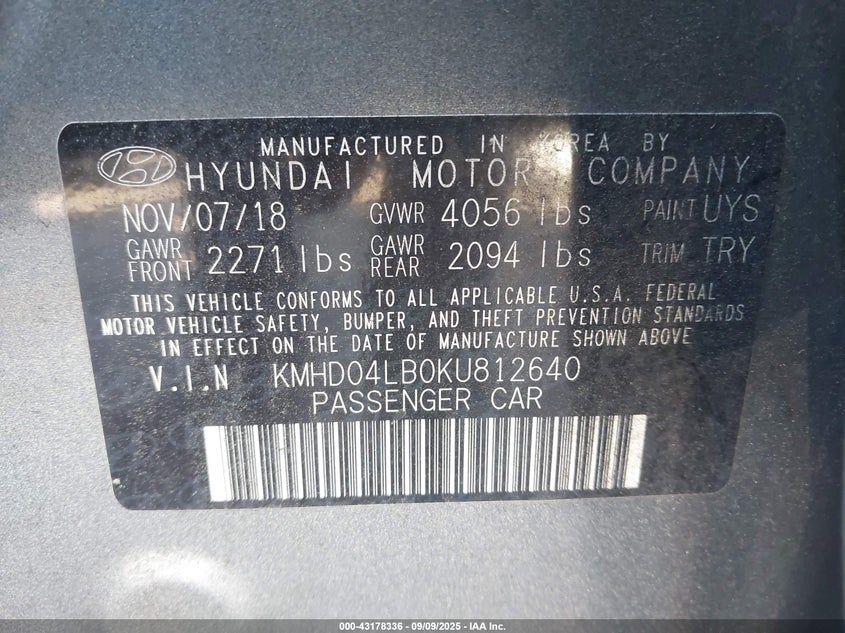 MANUFACTURED IN KOREA BY
HYUNDAI MOTOR COMPANY
NOV/07/18 GVWR 4056 lbs PAINT UYS
GAWR FRONT 2271 lbs GAWR REAR 2094 lbs TRIM TRY
THIS VEHICLE CONFORMS TO ALL APPLICABLE U.S.A. FEDERAL
MOTOR VEHICLE SAFETY, BUMPER, AND THEFT PREVENTION STANDARDS
IN EFFECT ON THE DATE OF MANUFACTURE SHOWN ABOVE
V.I.N KMHD04LB0KU812640
PASSENGER CAR
000-43178336 - 09/09/2025 - IAA Inc.